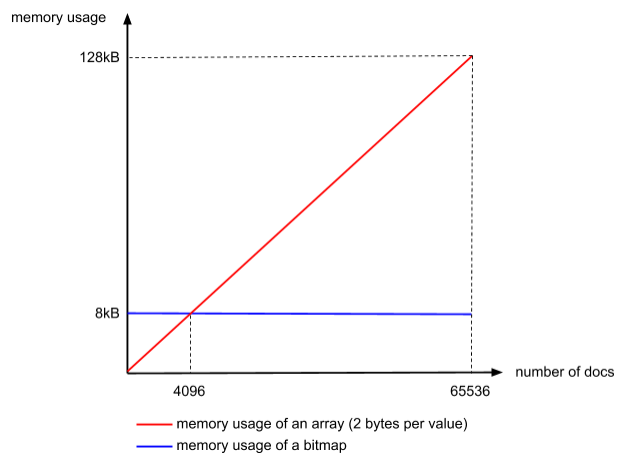 memory usage
128kB
8kB
4096
65536
number of docs
memory usage of an array (2 bytes per value)
memory usage of a bitmap